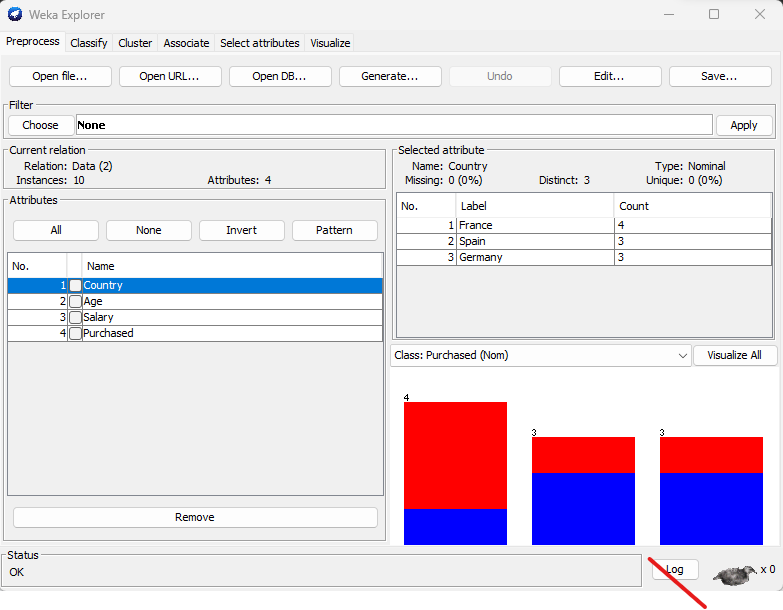 Weka Explorer
Preprocess Classify Cluster Associate Select attributes Visualize
Open file... Open URL... Open DB... Generate... Undo Edit... Save...
Filter
Choose None Apply
Current relation
Relation: Data (2)
Instances: 10 Attributes: 4
Selected attribute
Name: Country Type: Nominal
Missing: 0 (0%) Distinct: 3 Unique: 0 (0%)
Attributes
All None Invert Pattern
No. Name
1 Country
2 Age
3 Salary
4 Purchased
Remove
No. Label Count
1 France 4
2 Spain 3
3 Germany 3
Class: Purchased (Nom) Visualize All
4 3 3
Status
OK
Log x 0